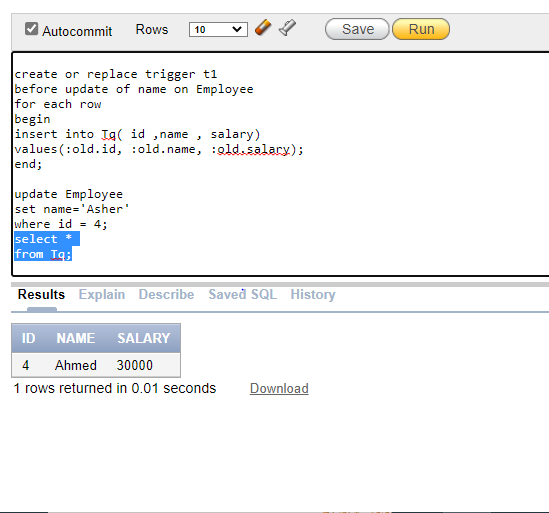 Autocommit Rows 10 Save Run
create or replace trigger t1
before update of name on Employee
for each row
begin
insert into Tq( id ,name , salary)
values(:old.id, :old.name, :old.salary);
end;
update Employee
set name='Asher'
where id = 4;
select *
from Tq;
Results Explain Describe Saved SQL History
ID NAME SALARY
4 Ahmed 30000
1 rows returned in 0.01 seconds Download